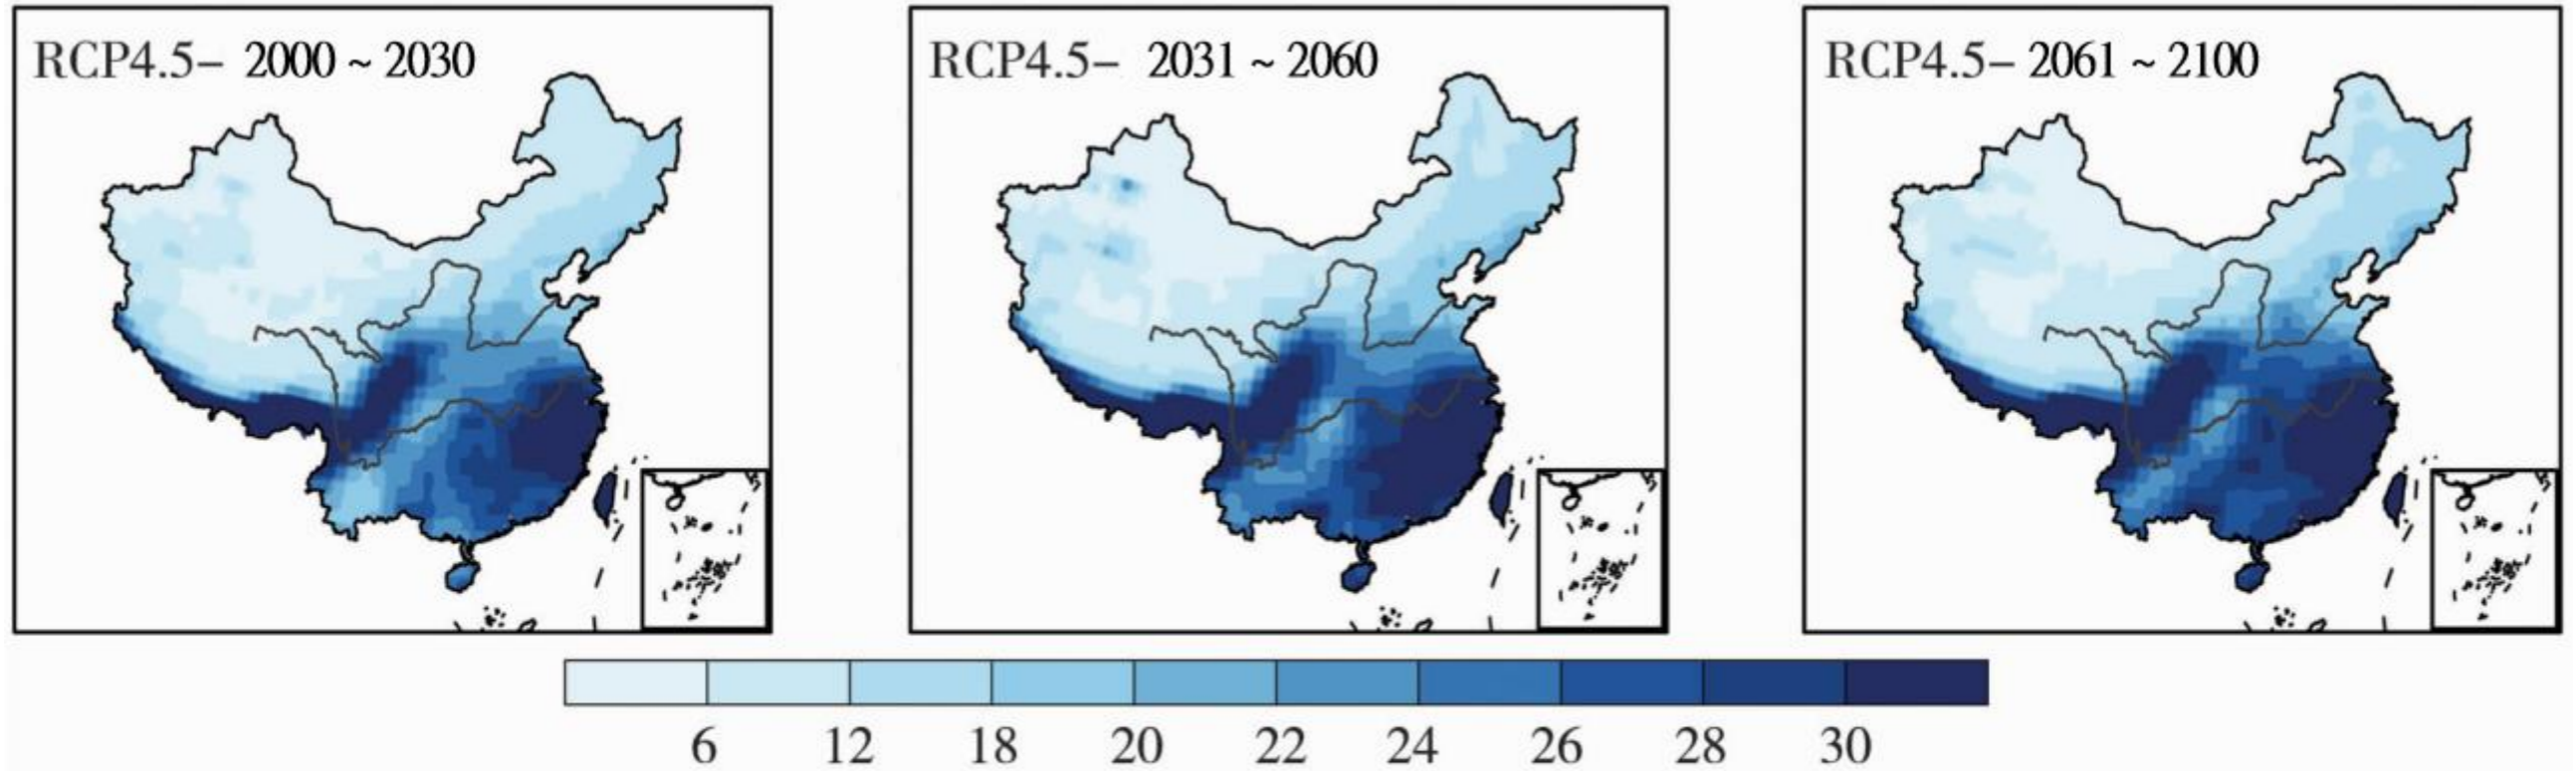 RCP4.5– 2000 ~ 2030
RCP4.5– 2031 ~ 2060
RCP4.5– 2061 ~ 2100
6 12 18 20 22 24 26 28 30